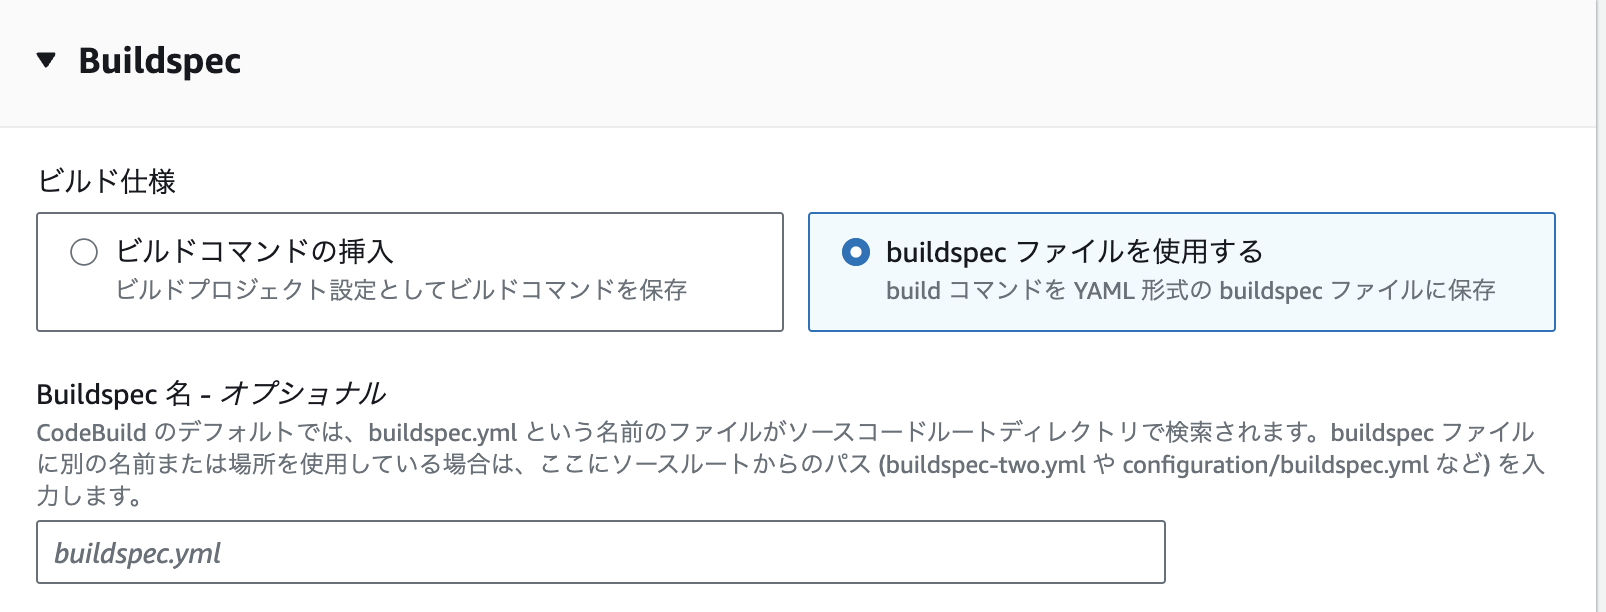 Buildspec
ビルド仕様
ビルドコマンドの挿入
ビルドプロジェクト設定としてビルドコマンドを保存
buildspec ファイルを使用する
build コマンドを YAML 形式の buildspec ファイルに保存
Buildspec 名 - オプショナル
CodeBuild のデフォルトでは、buildspec.yml という名前のファイルがソースコードルートディレクトリで検索されます。buildspec ファイル
に別の名前または場所を使用している場合は、ここにソースルートからのパス (buildspec-two.yml や configuration/buildspec.yml など) を入
力します。
buildspec.yml